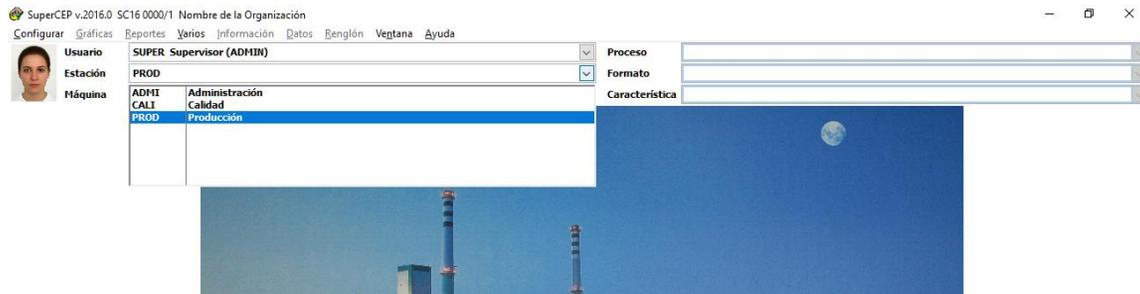 SuperCEP v.2016.0 SC16 0000/1 Nombre de la Organización
Configurar Gráficas Reportes Varios Información Datos Renglón Ventana Ayuda
Usuario SUPER Supervisor (ADMIN) Proceso
Estación PROD Formato
Máquina ADMI Administración Característica
CALI Calidad
PROD Producción